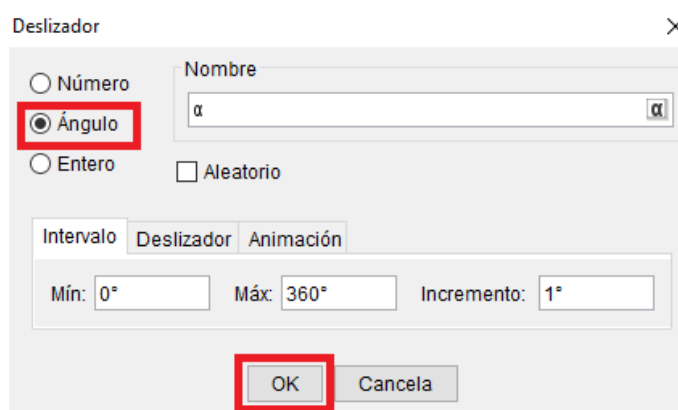 Deslizador
Número
Ángulo
Entero
Nombre
α
α
Aleatorio
Intervalo Deslizador Animación
Mín: 0° Máx: 360° Incremento: 1°
OK Cancela